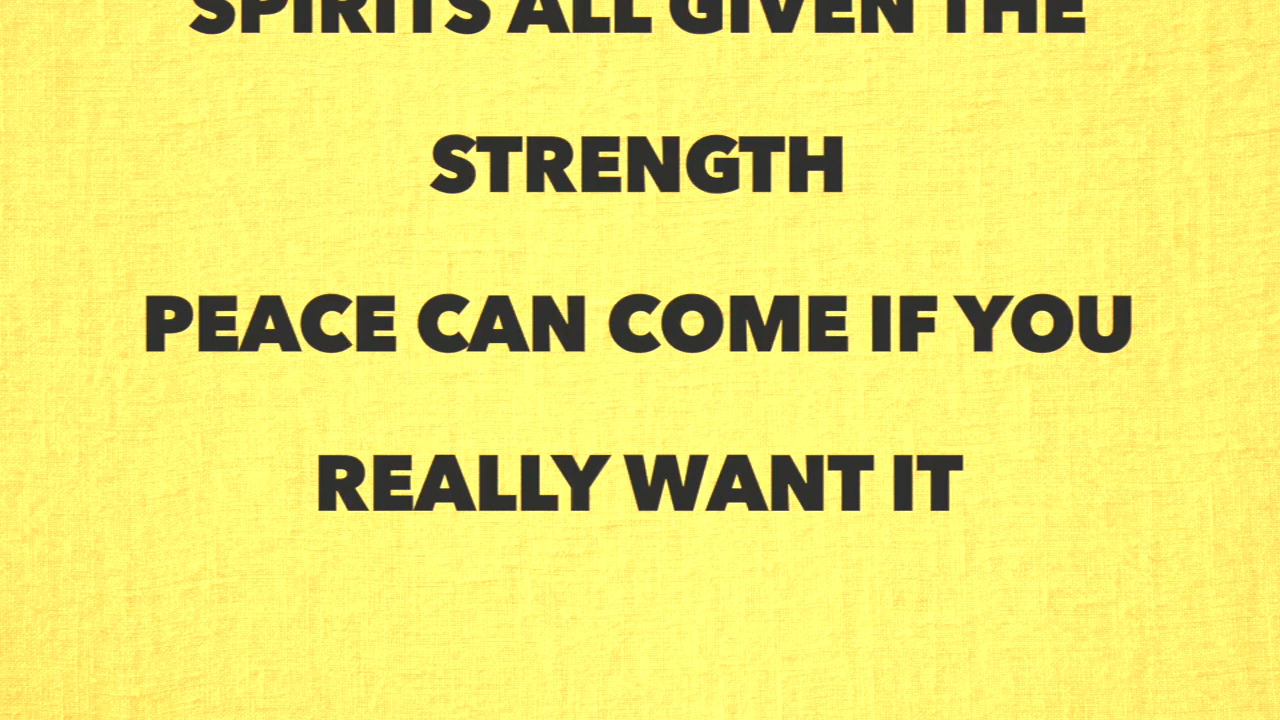 SPIRITS ALL GIVEN THE
STRENGTH
PEACE CAN COME IF YOU
REALLY WANT IT